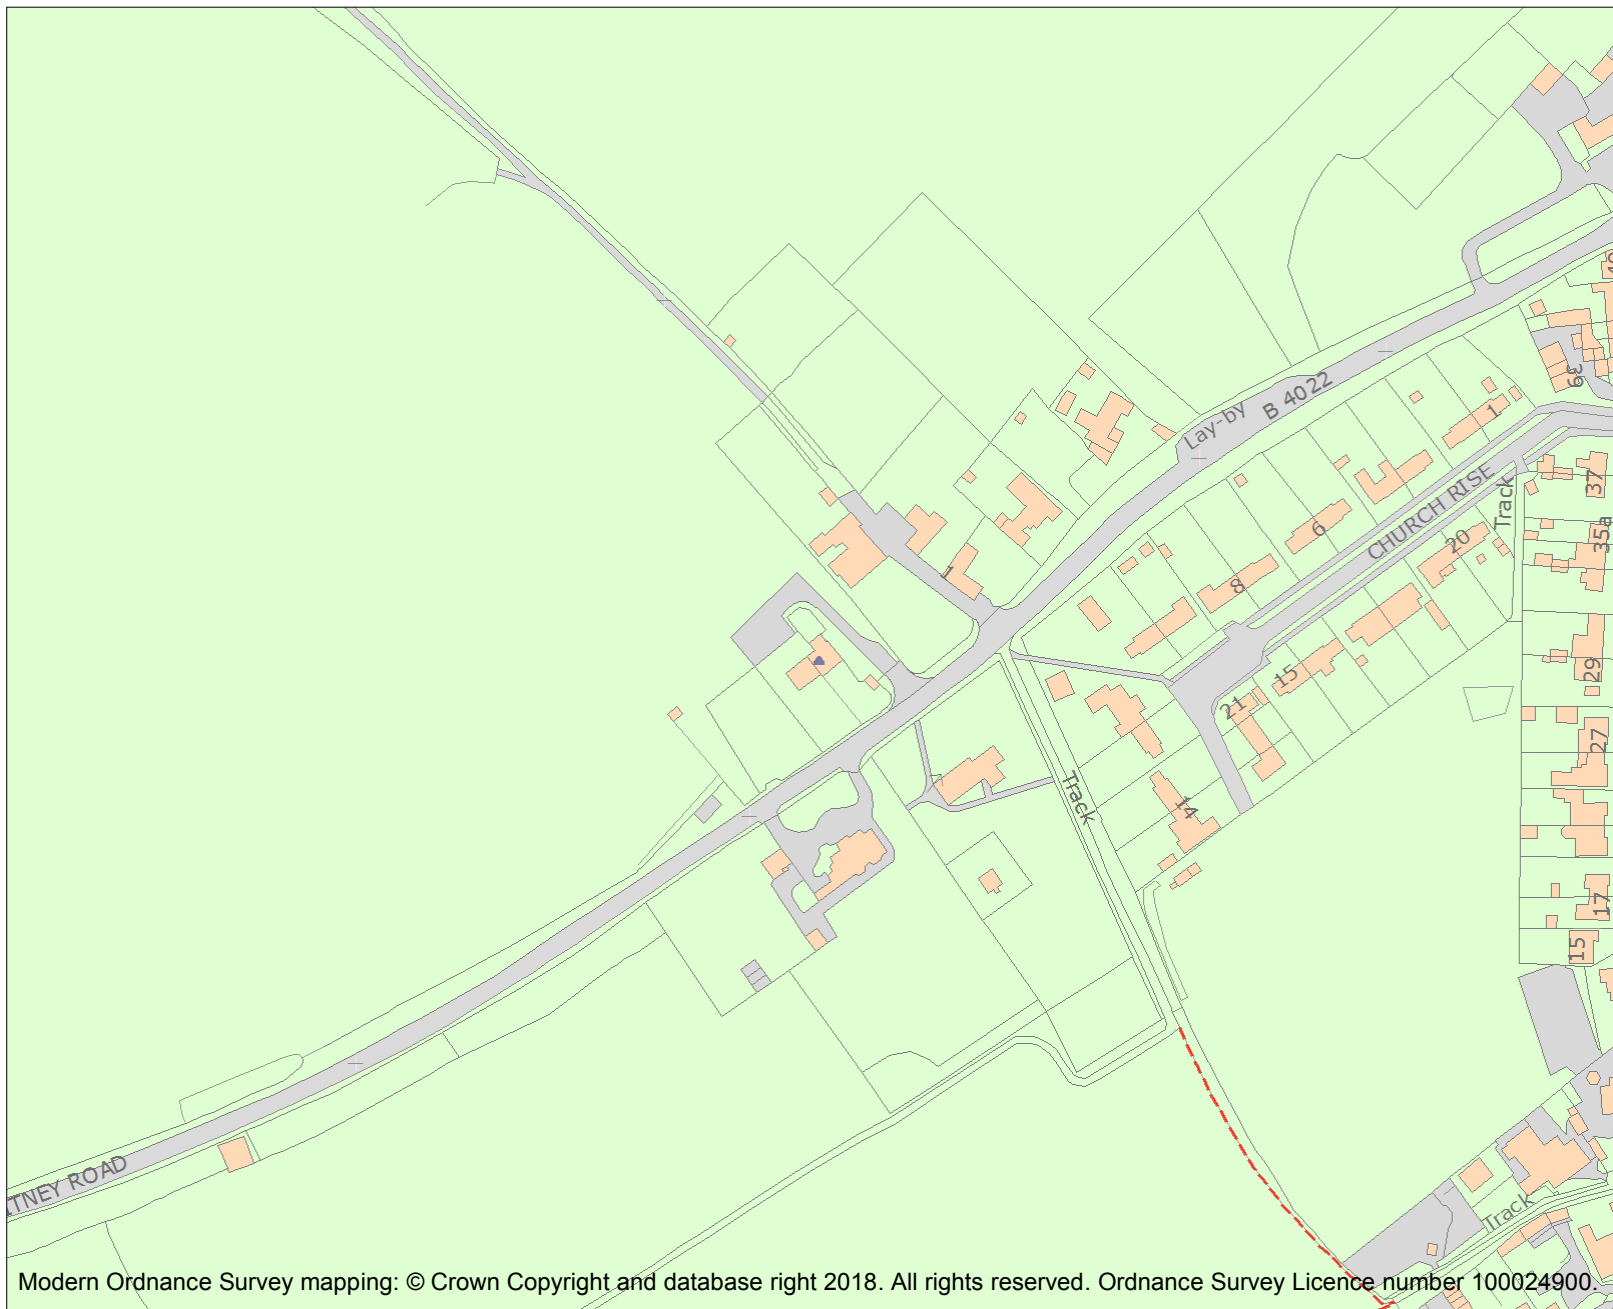 Lay-by
B 4022
39
1
37
CHURCH RISE
Track
20
35a
6
8
1
29
15
21
27
Track
14
17
15
ITNEY ROAD
Track
Modern Ordnance Survey mapping: © Crown Copyright and database right 2018. All rights reserved. Ordnance Survey Licence number 100024900.